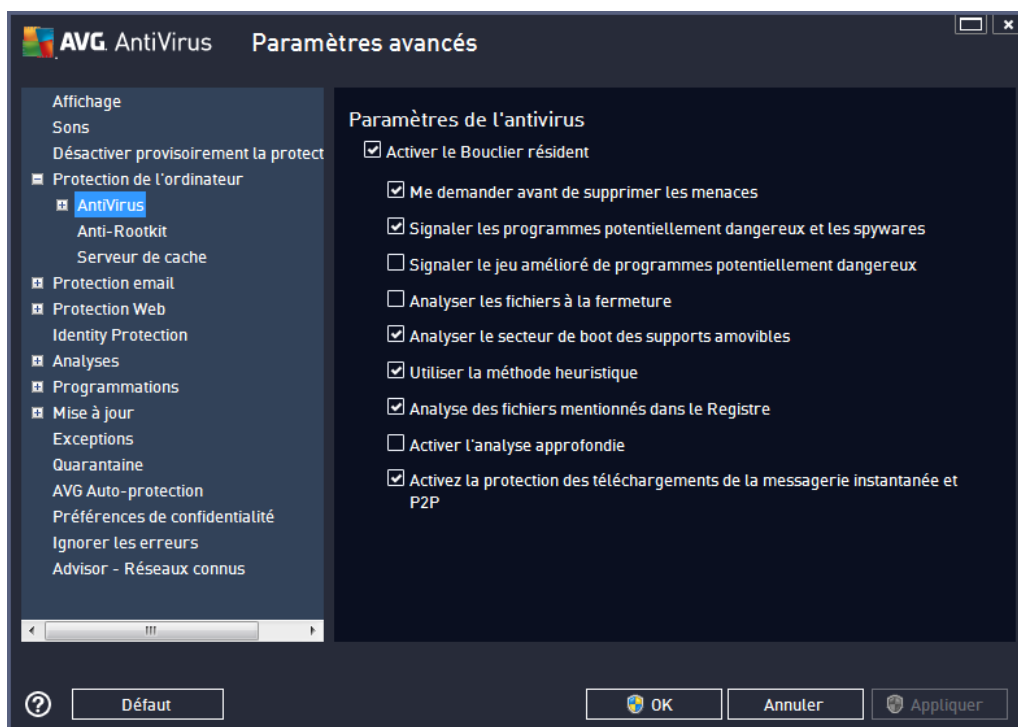 AVG. AntiVirus Paramètres avancés
Affichage
Sons
Désactiver provisoirement la protect
Protection de l'ordinateur
AntiVirus
Anti-Rootkit
Serveur de cache
Protection email
Protection Web
Identity Protection
Analyses
Programmations
Mise à jour
Exceptions
Quarantaine
AVG Auto-protection
Préférences de confidentialité
Ignorer les erreurs
Advisor - Réseaux connus
Paramètres de l'antivirus
Activer le Bouclier résident
Me demander avant de supprimer les menaces
Signaler les programmes potentiellement dangereux et les spywares
Signaler le jeu amélioré de programmes potentiellement dangereux
Analyser les fichiers à la fermeture
Analyser le secteur de boot des supports amovibles
Utiliser la méthode heuristique
Analyse des fichiers mentionnés dans le Registre
Activer l'analyse approfondie
Activez la protection des téléchargements de la messagerie instantanée et
P2P
? Défaut OK Annuler Appliquer